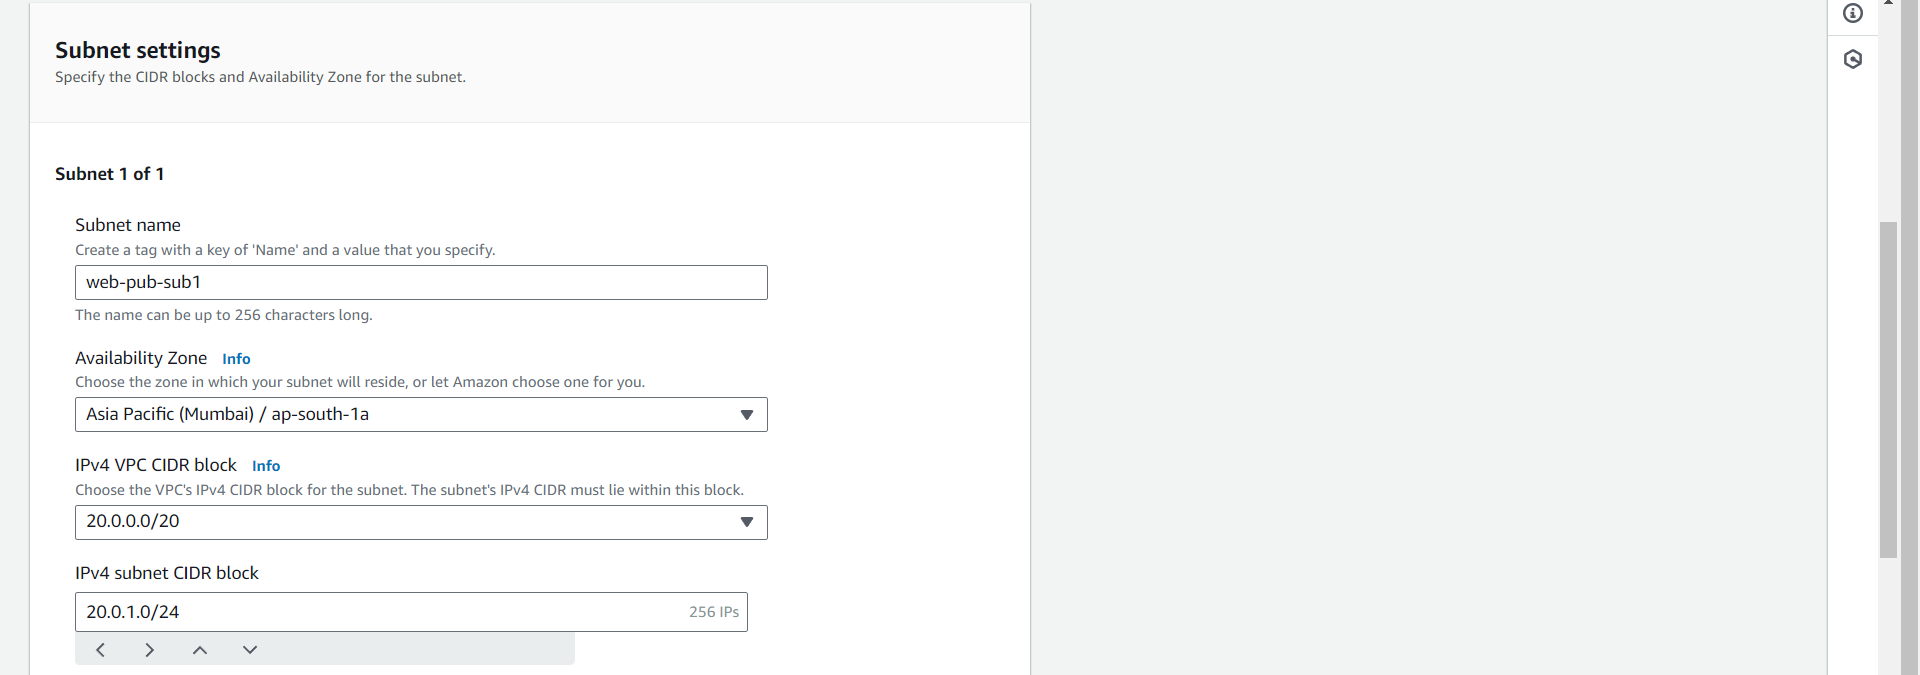 Subnet settings
Specify the CIDR blocks and Availability Zone for the subnet.
Subnet 1 of 1
Subnet name
Create a tag with a key of 'Name' and a value that you specify.
web-pub-sub1
The name can be up to 256 characters long.
Availability Zone Info
Choose the zone in which your subnet will reside, or let Amazon choose one for you.
Asia Pacific (Mumbai) / ap-south-1a
IPv4 VPC CIDR block Info
Choose the VPC's IPv4 CIDR block for the subnet. The subnet's IPv4 CIDR must lie within this block.
20.0.0.0/20
IPv4 subnet CIDR block
20.0.1.0/24 256 IPs